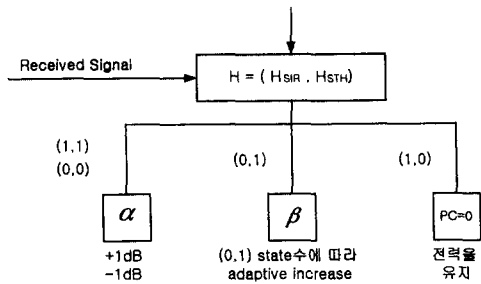 Received Signal
H = ( HSIR , HSTH)
(1,1)
(0,0)
(0,1)
(1,0)
α
β
PC=0
+1dB
-1dB
(0,1) state수에 따라
adaptive increase
전력을
유지